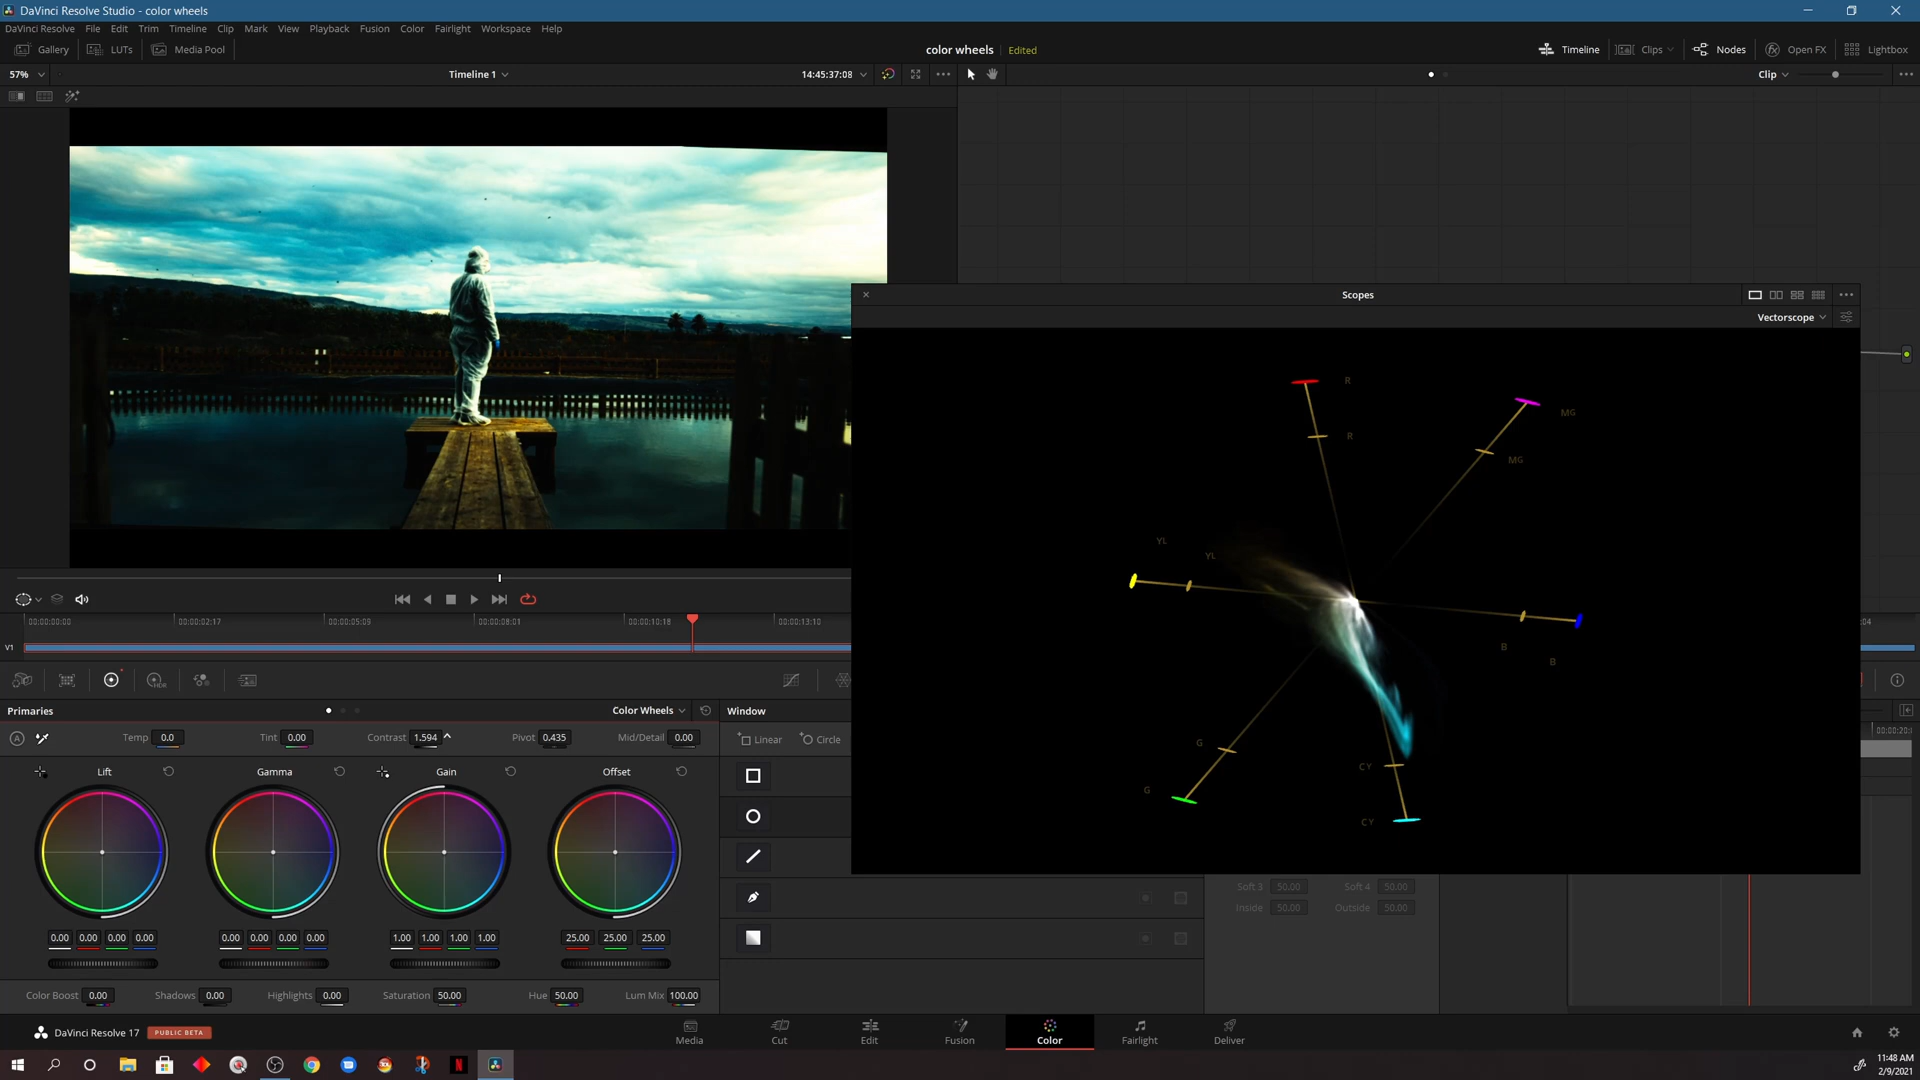 DaVinci Resolve Studio - color wheels
DaVinci Resolve File Edit Trim Timeline Clip Mark View Playback Fusion Color Fairlight Workspace Help
Gallery LUTs Media Pool color wheels Edited Timeline Clips Nodes Open FX Lightbox
57% Timeline 1 14:45:37:08 Clip
Scopes
Vectorscope
R
MG
R
MG
YL
YL
B
B
G
CY
G
CY
00:00:00:00 00:00:02:17 00:00:05:09 00:00:08:01 00:00:10:18 00:00:13:10 :04
V1
HDR
Primaries Color Wheels Window
A Temp 0.0 Tint 0.00 Contrast 1.594 Pivot 0.435 Mid/Detail 0.00 Linear Circle 00:00:20:
Lift Gamma Gain Offset
Soft 3 50.00 Soft 4 50.00
Inside 50.00 Outside 50.00
0.00 0.00 0.00 0.00 0.00 0.00 0.00 0.00 1.00 1.00 1.00 1.00 25.00 25.00 25.00
Color Boost 0.00 Shadows 0.00 Highlights 0.00 Saturation 50.00 Hue 50.00 Lum Mix 100.00
DaVinci Resolve 17 PUBLIC BETA Media Cut Edit Fusion Color Fairlight Deliver
11:48 AM
2/9/2021